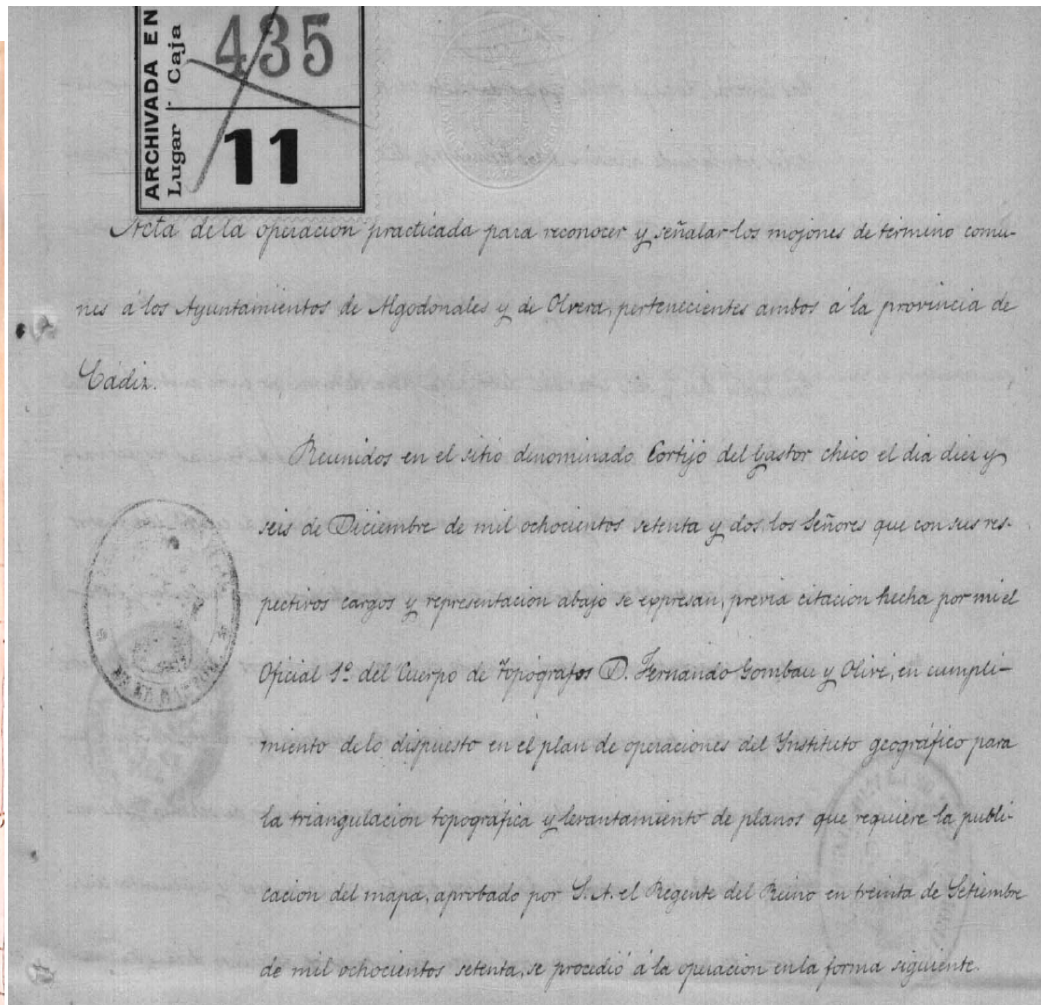 ARCHIVADA EN
Lugar . Caja
435
11
Acta de la operacion practicada para reconocer y señalar los mojones de término comu-
nes á los Ayuntamientos de Algodonales y de Olvera, pertenecientes ambos á la provincia de
Cádiz.
Reunidos en el sitio denominado Cortijo del Gastor chico el dia diez y
seis de Diciembre de mil ochocientos setenta y dos, los Señores que con sus res-
pectivos cargos y representacion abajo se expresan, previa citacion hecha por mi el
Oficial 1º del Cuerpo de Topógrafos D. Fernando Gombau y Olivé, en cumpli-
miento de lo dispuesto en el plan de operaciones del Instituto geográfico para
la triangulacion topográfica y levantamiento de planos que requiere la publi-
cacion del mapa, aprobado por S. A. el Regente del Reino en treinta de Setiembre
de mil ochocientos setenta, se procedió á la operacion en la forma siguiente.